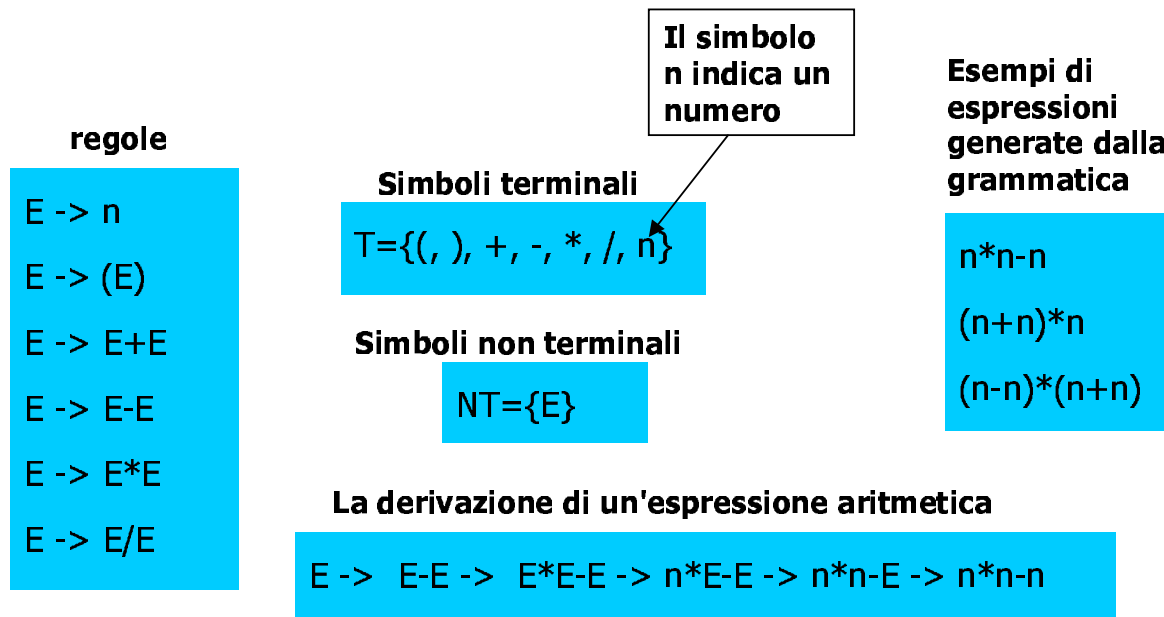 Il simbolo
n indica un
numero
Esempi di
espressioni
generate dalla
grammatica
regole
Simboli terminali
E -> n
E -> (E)
E -> E+E
E -> E-E
E -> E*E
E -> E/E
T={(, ), +, -, *, /, n}
n*n-n
(n+n)*n
(n-n)*(n+n)
Simboli non terminali
NT={E}
La derivazione di un'espressione aritmetica
E -> E-E -> E*E-E -> n*E-E -> n*n-E -> n*n-n